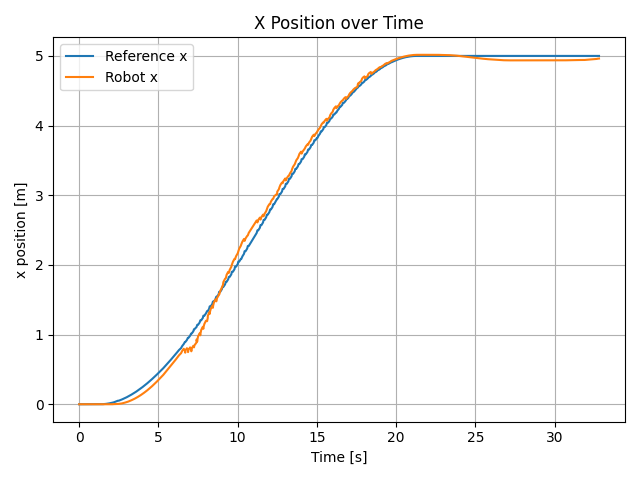 X Position over Time
Reference x
Robot x
x position [m]
5
4
3
2
1
0
0 5 10 15 20 25 30
Time [s]